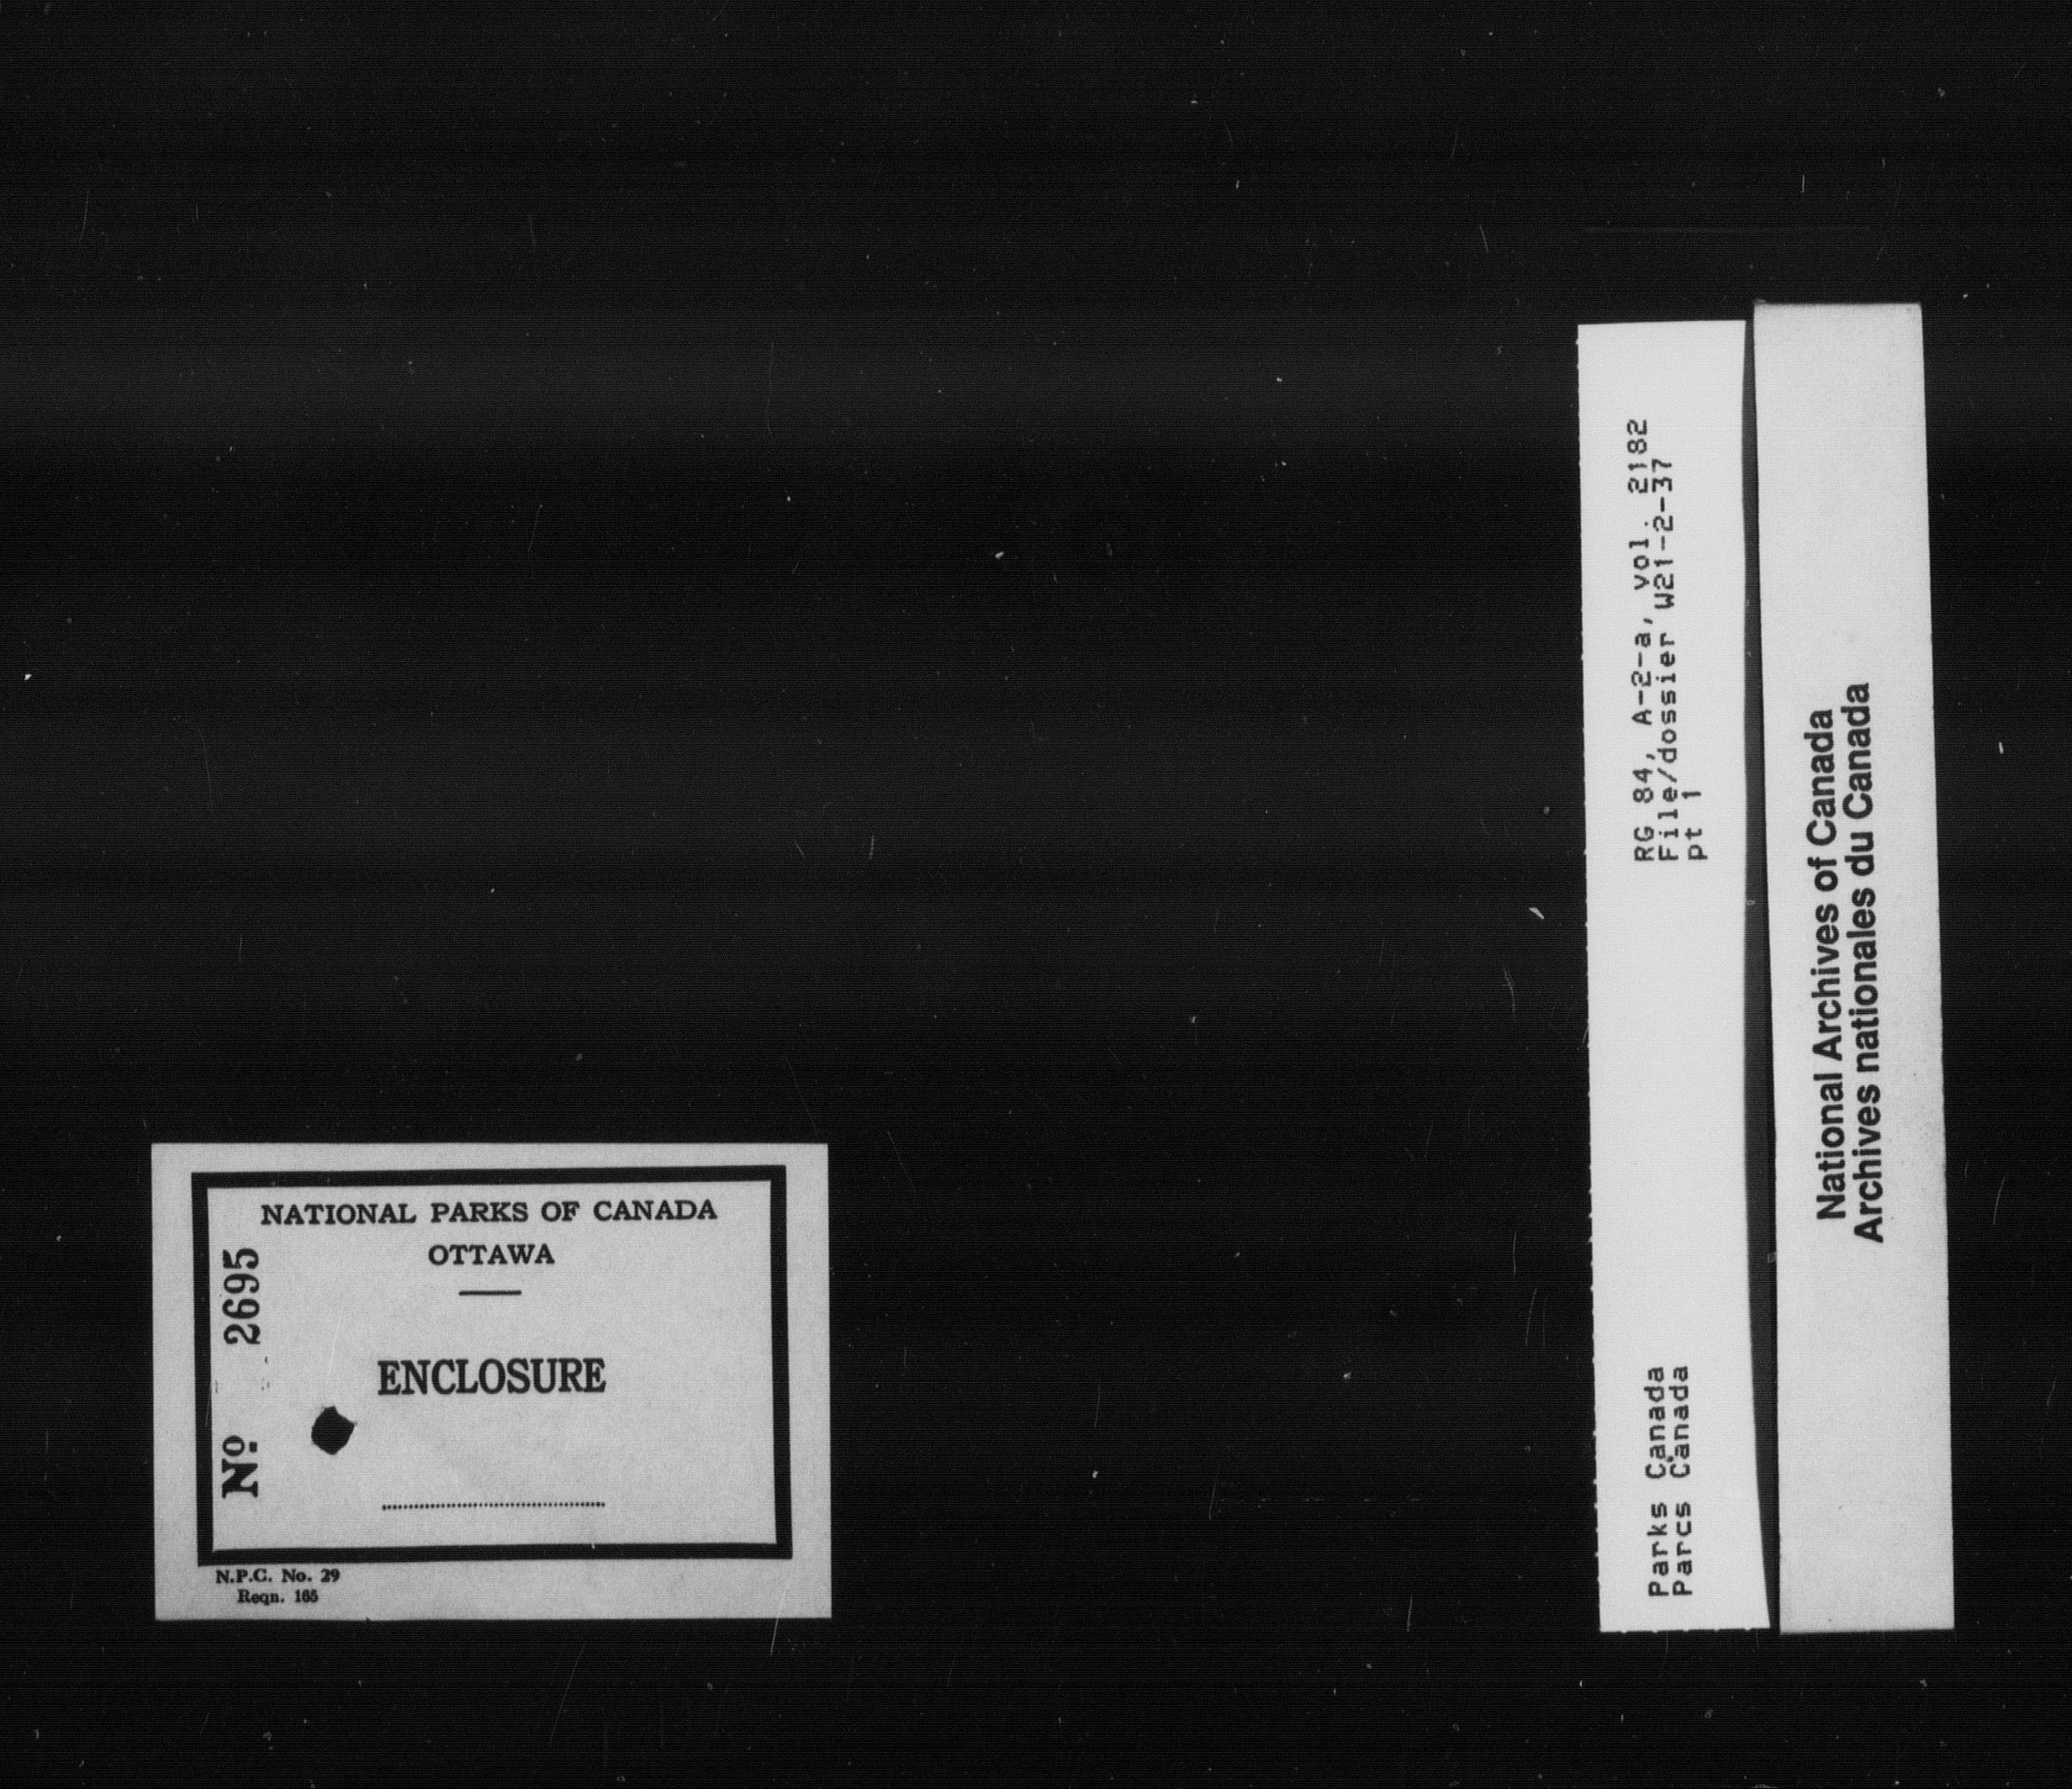 NATIONAL PARKS OF CANADA
OTTAWA
No 2695
ENCLOSURE
N.P.C. No. 29
Reqn. 165
Parks Canada
Parcs Canada
RG 84, A-2-a, vol. 2182
File/dossier W21-2-37
pt 1
National Archives of Canada
Archives nationales du Canada